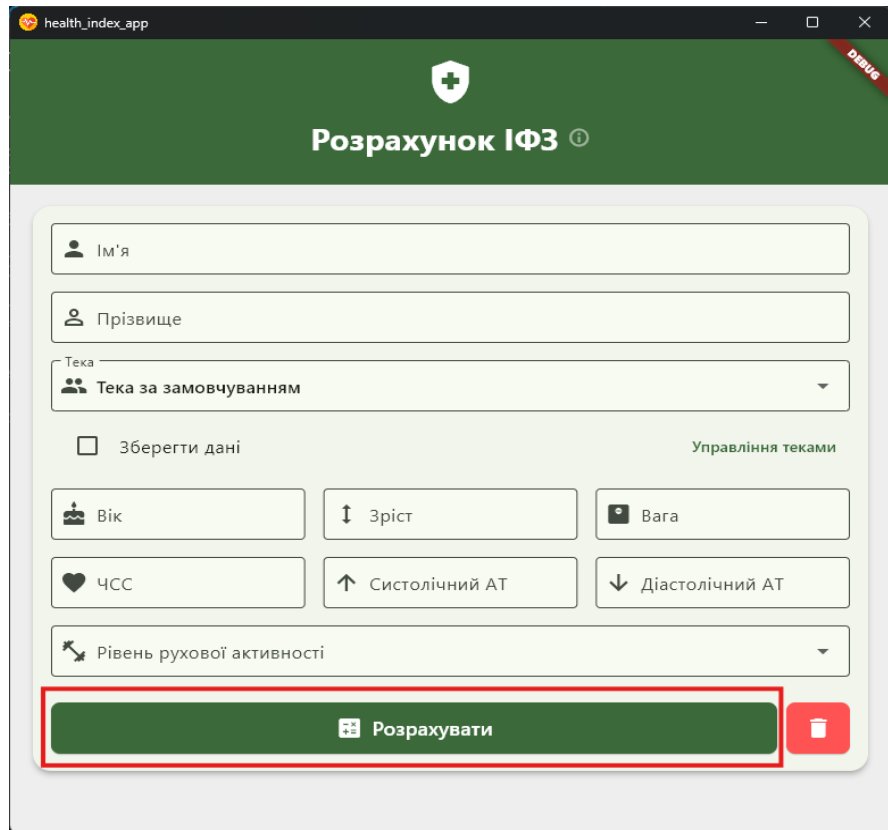 health_index_app
DEBUG
Розрахунок ІФЗ
Ім'я
Прізвище
Тека
Тека за замовчуванням
Зберегти дані
Управління теками
Вік
Зріст
Вага
ЧСС
Систолічний АТ
Діастолічний АТ
Рівень рухової активності
Розрахувати